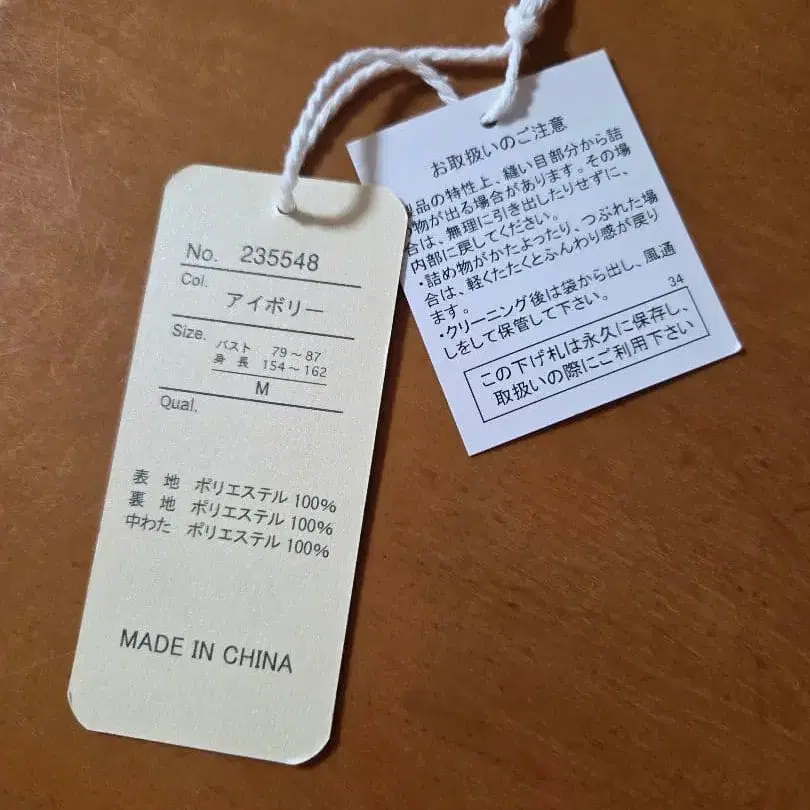 No. 235548
Col.
アイボリー
Size.
バスト 79～87
身長 154～162
M
Qual.
表地 ポリエステル 100%
裏地 ポリエステル 100%
中わた ポリエステル 100%
MADE IN CHINA
お取扱いのご注意
品の特性上、縫い目部分から詰
物が出る場合があります。その場
合は、無理に引き出したりせずに、
内部に戻してください。
・詰め物がかたよったり、つぶれた場
合は、軽くたたくとふんわり感が戻り
ます。
・クリーニング後は袋から出し、風通
しをして保管して下さい。
34
この下げ札は永久に保存し、
取扱いの際にご利用下さい